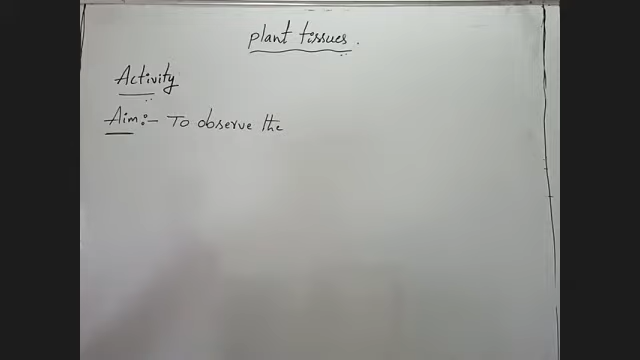 plant tissues.
Activity
Aim:- To observe the